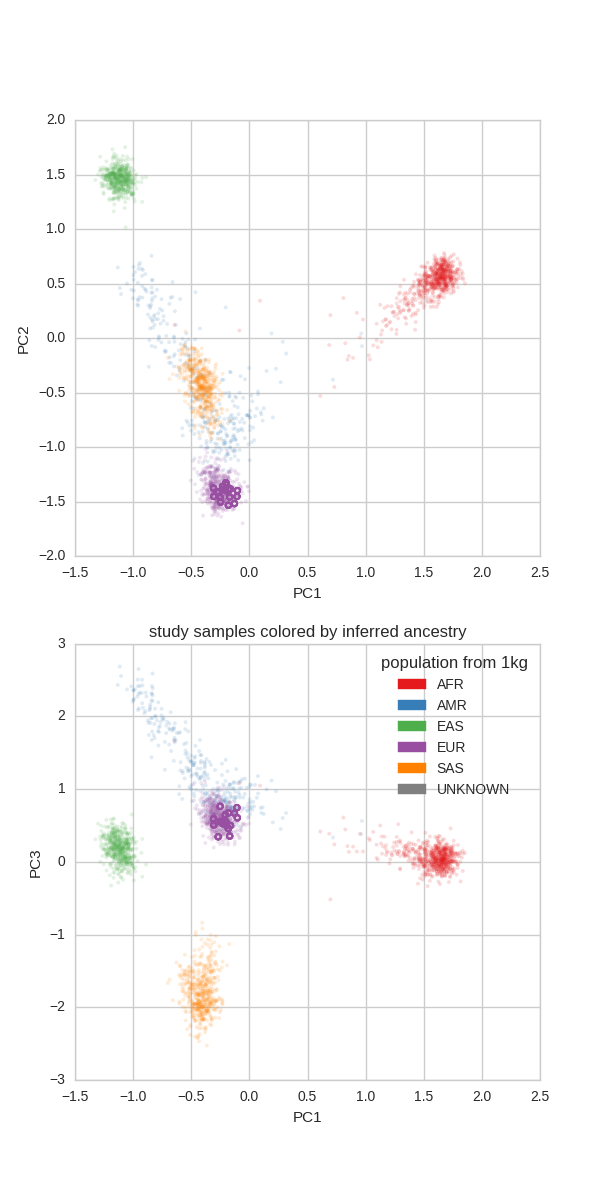 2.0
1.5
1.0
0.5
0.0
−0.5
−1.0
−1.5
−2.0
PC2
−1.5 −1.0 −0.5 0.0 0.5 1.0 1.5 2.0 2.5
PC1
study samples colored by inferred ancestry
3
2
1
0
−1
−2
−3
PC3
population from 1kg
AFR
AMR
EAS
EUR
SAS
UNKNOWN
−1.5 −1.0 −0.5 0.0 0.5 1.0 1.5 2.0 2.5
PC1